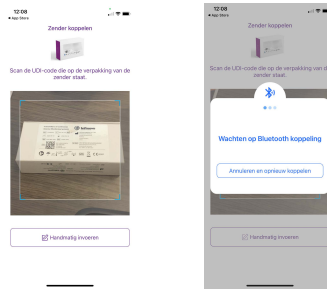 12:08
App Store
Zender koppelen
Scan de UDI-code die op de verpakking van de
zender staat.
Handmatig invoeren
12:08
App Store
Zender koppelen
Scan de UDI-code die op de verpakking van de
zender staat.
Wachten op Bluetooth koppeling
Annuleren en opnieuw koppelen
Handmatig invoeren